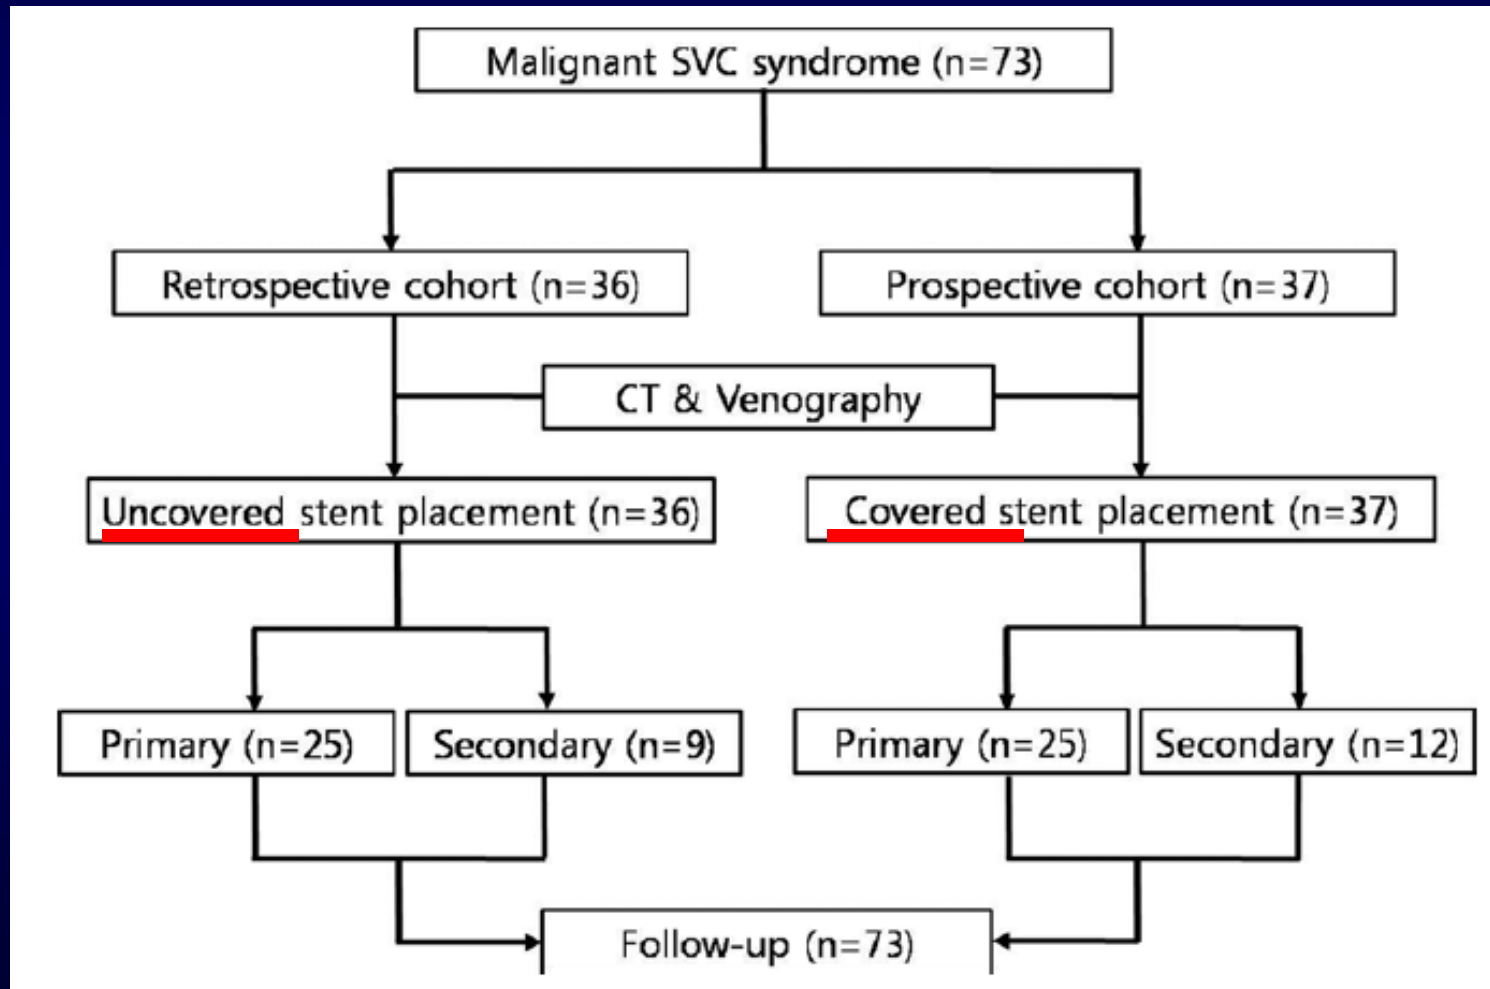 Malignant SVC syndrome (n=73)
Retrospective cohort (n=36)
Prospective cohort (n=37)
CT & Venography
Uncovered stent placement (n=36)
Covered stent placement (n=37)
Primary (n=25)
Secondary (n=9)
Primary (n=25)
Secondary (n=12)
Follow-up (n=73)